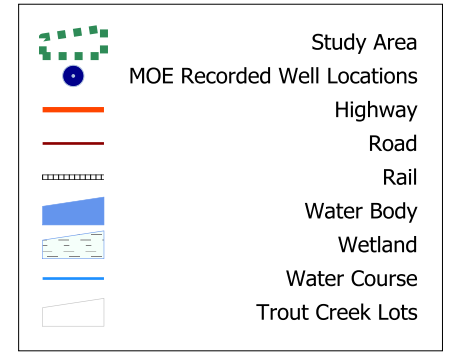 Study Area
MOE Recorded Well Locations
Highway
Road
Rail
Water Body
Wetland
Water Course
Trout Creek Lots